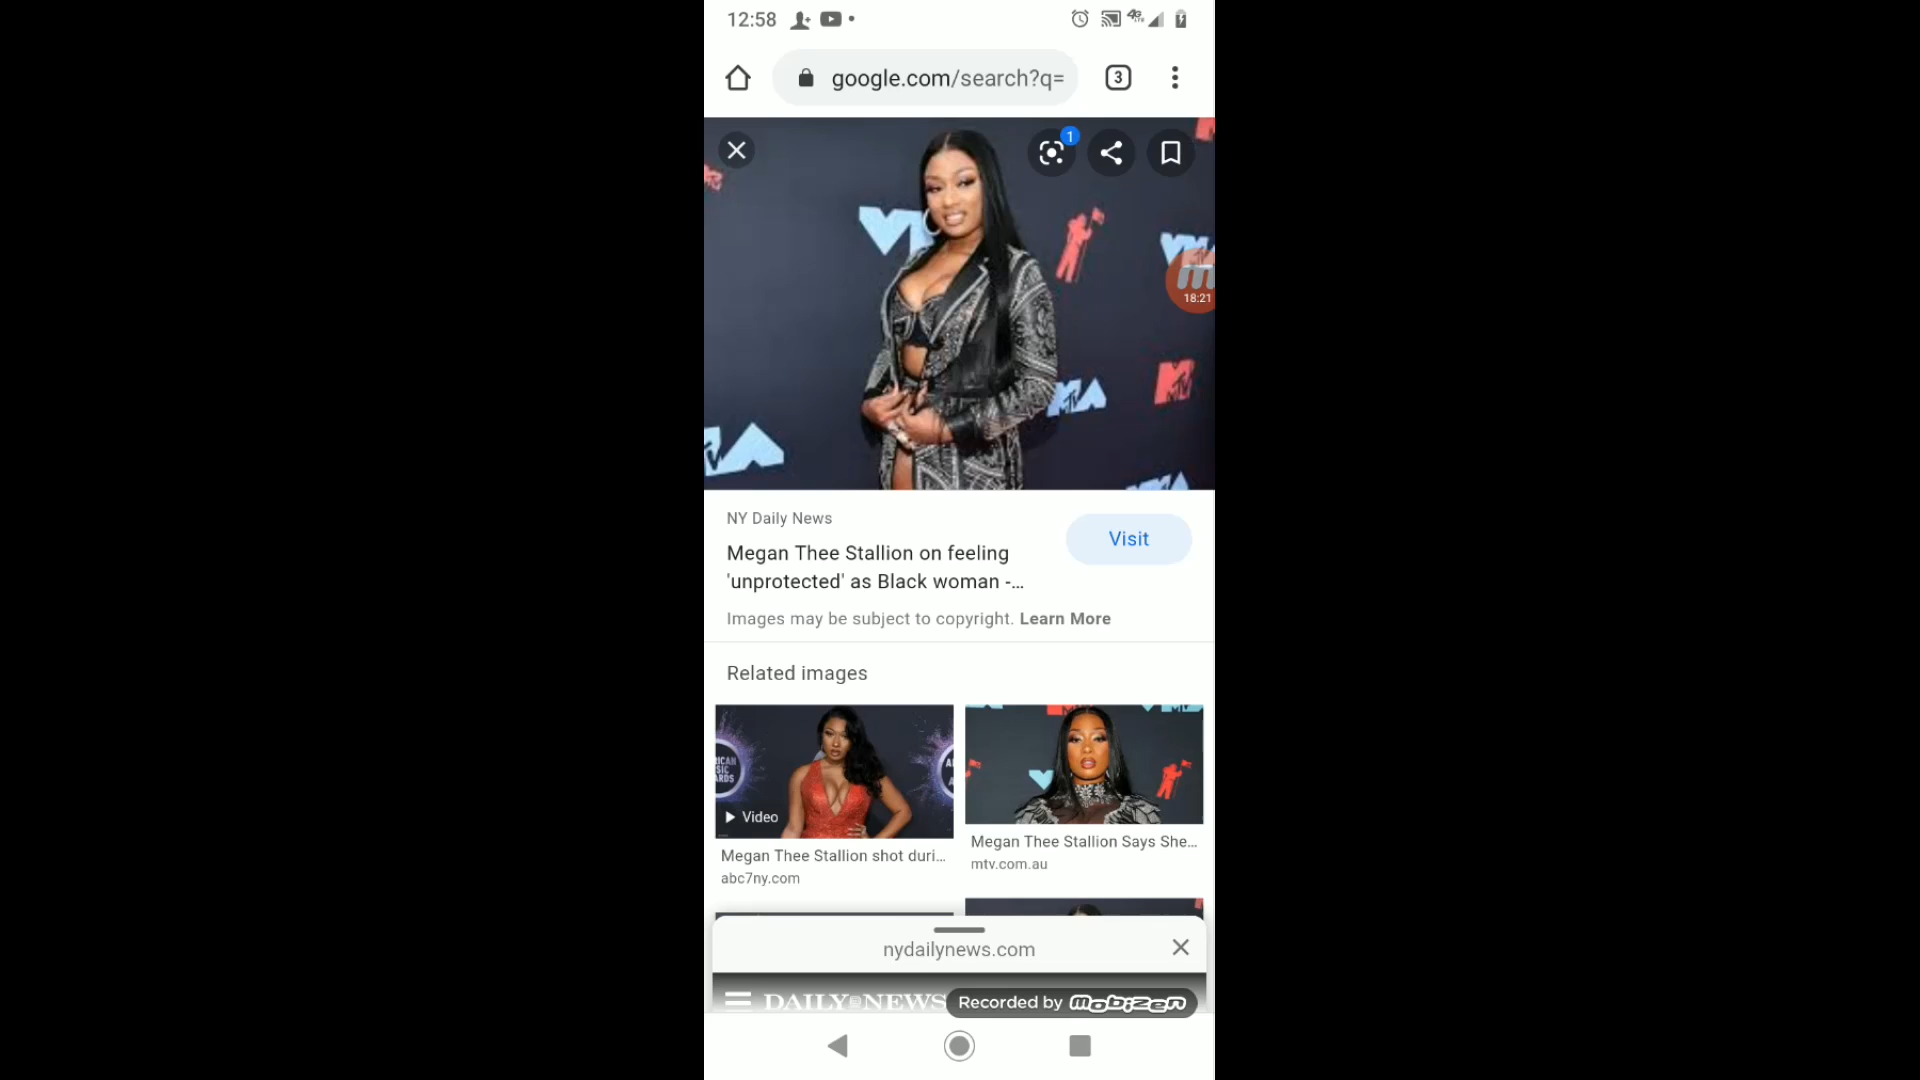 12:58
4G
google.com/search?q=
3
1
18:21
NY Daily News
Visit
Megan Thee Stallion on feeling
'unprotected' as Black woman -...
Images may be subject to copyright. Learn More
Related images
Video
Megan Thee Stallion shot duri...
abc7ny.com
Megan Thee Stallion Says She...
mtv.com.au
nydailynews.com
DAILY NEWS
Recorded by mobizen